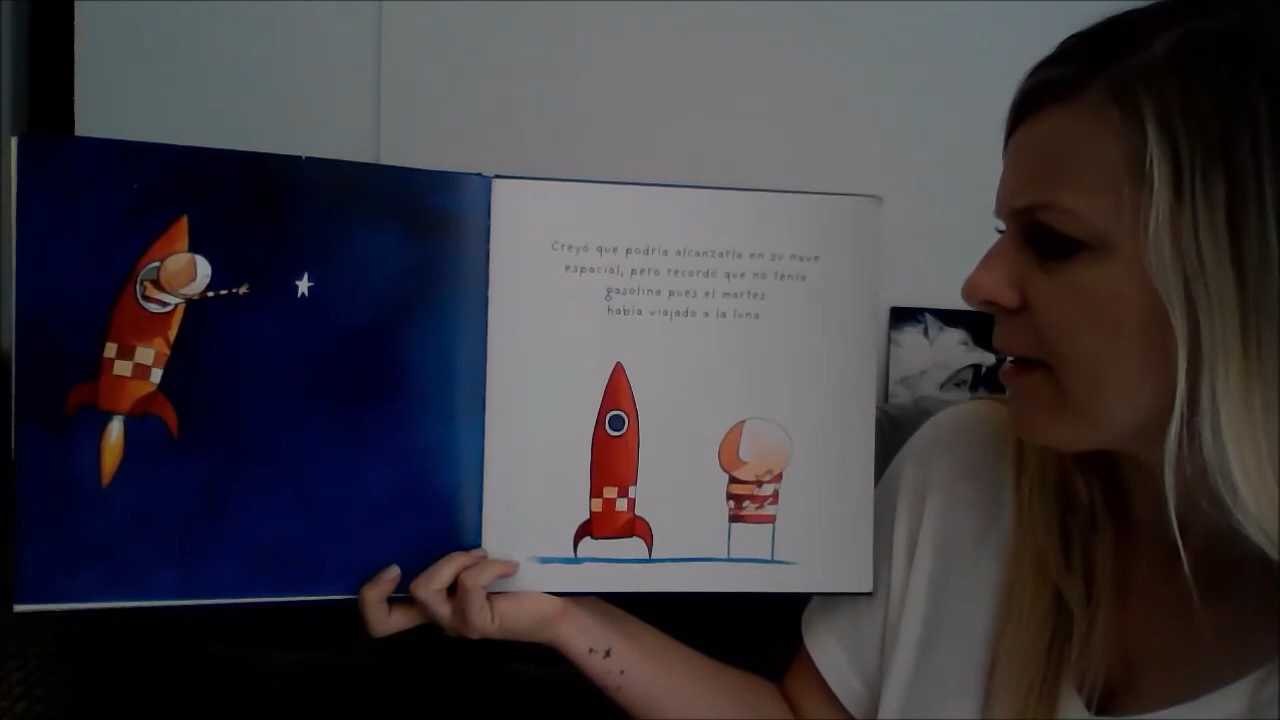 Creyó que podría alcanzarla en su nave
espacial, pero recordó que no tenía
gasolina pues el martes
había viajado a la luna.